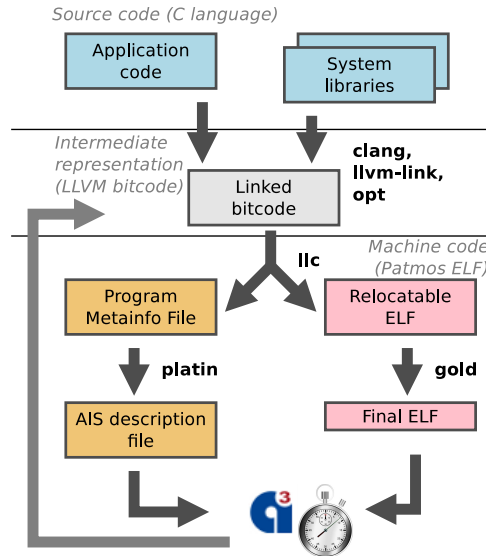 Source code (C language)
Application
code
System
libraries
Intermediate
representation
(LLVM bitcode)
clang,
llvm-link,
opt
Linked
bitcode
llc
Machine code
(Patmos ELF)
Program
Metainfo File
Relocatable
ELF
platin
gold
AIS description
file
Final ELF
a3